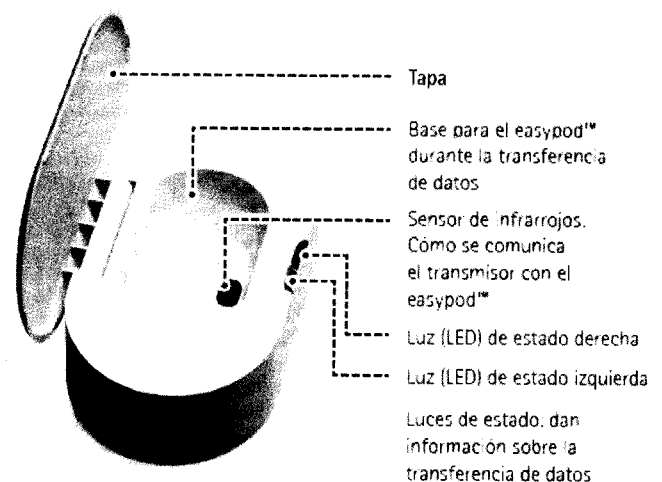 Tapa
Base para el easypod™
durante la transferencia
de datos
Sensor de infrarrojos.
Cómo se comunica
el transmisor con el
easypod™
Luz (LED) de estado derecha
Luz (LED) de estado izquierda
Luces de estado: dan
información sobre la
transferencia de datos